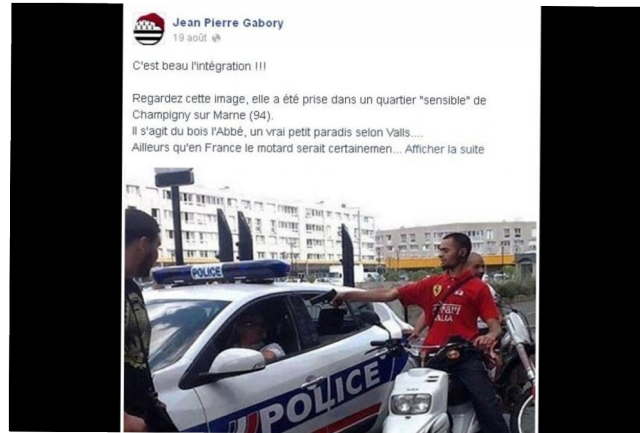 Jean Pierre Gabory
19 août
C'est beau l'intégration !!!
Regardez cette image, elle a été prise dans un quartier "sensible" de
Champigny sur Marne (94).
Il s'agit du bois l'Abbé, un vrai petit paradis selon Valls....
Ailleurs qu'en France le motard serait certainemen... Afficher la suite
POLICE
POLICE